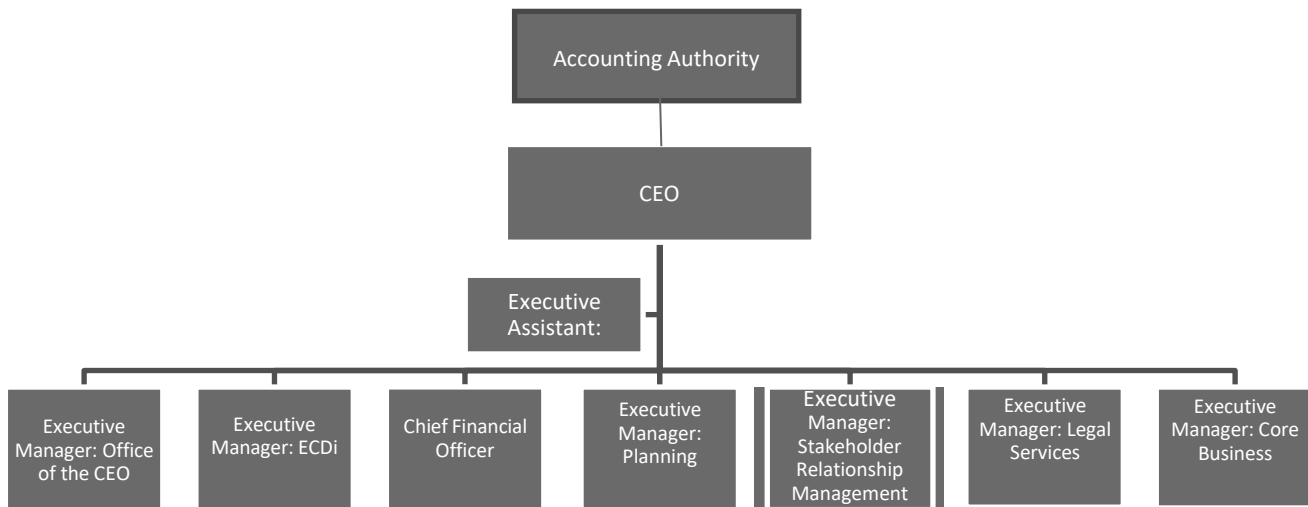 Accounting Authority
CEO
Executive
Assistant:
Executive
Manager: Office
of the CEO
Executive
Manager: ECDi
Chief Financial
Officer
Executive
Manager:
Planning
Executive
Manager:
Stakeholder
Relationship
Management
Executive
Manager: Legal
Services
Executive
Manager: Core
Business